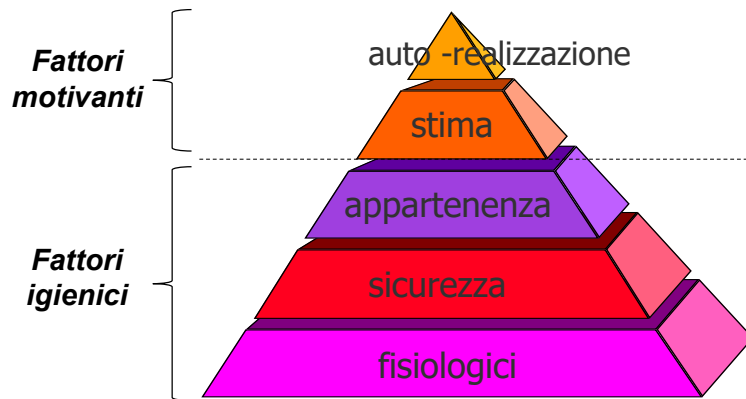 Fattori
motivanti
auto -realizzazione
stima
appartenenza
Fattori
igienici
sicurezza
fisiologici